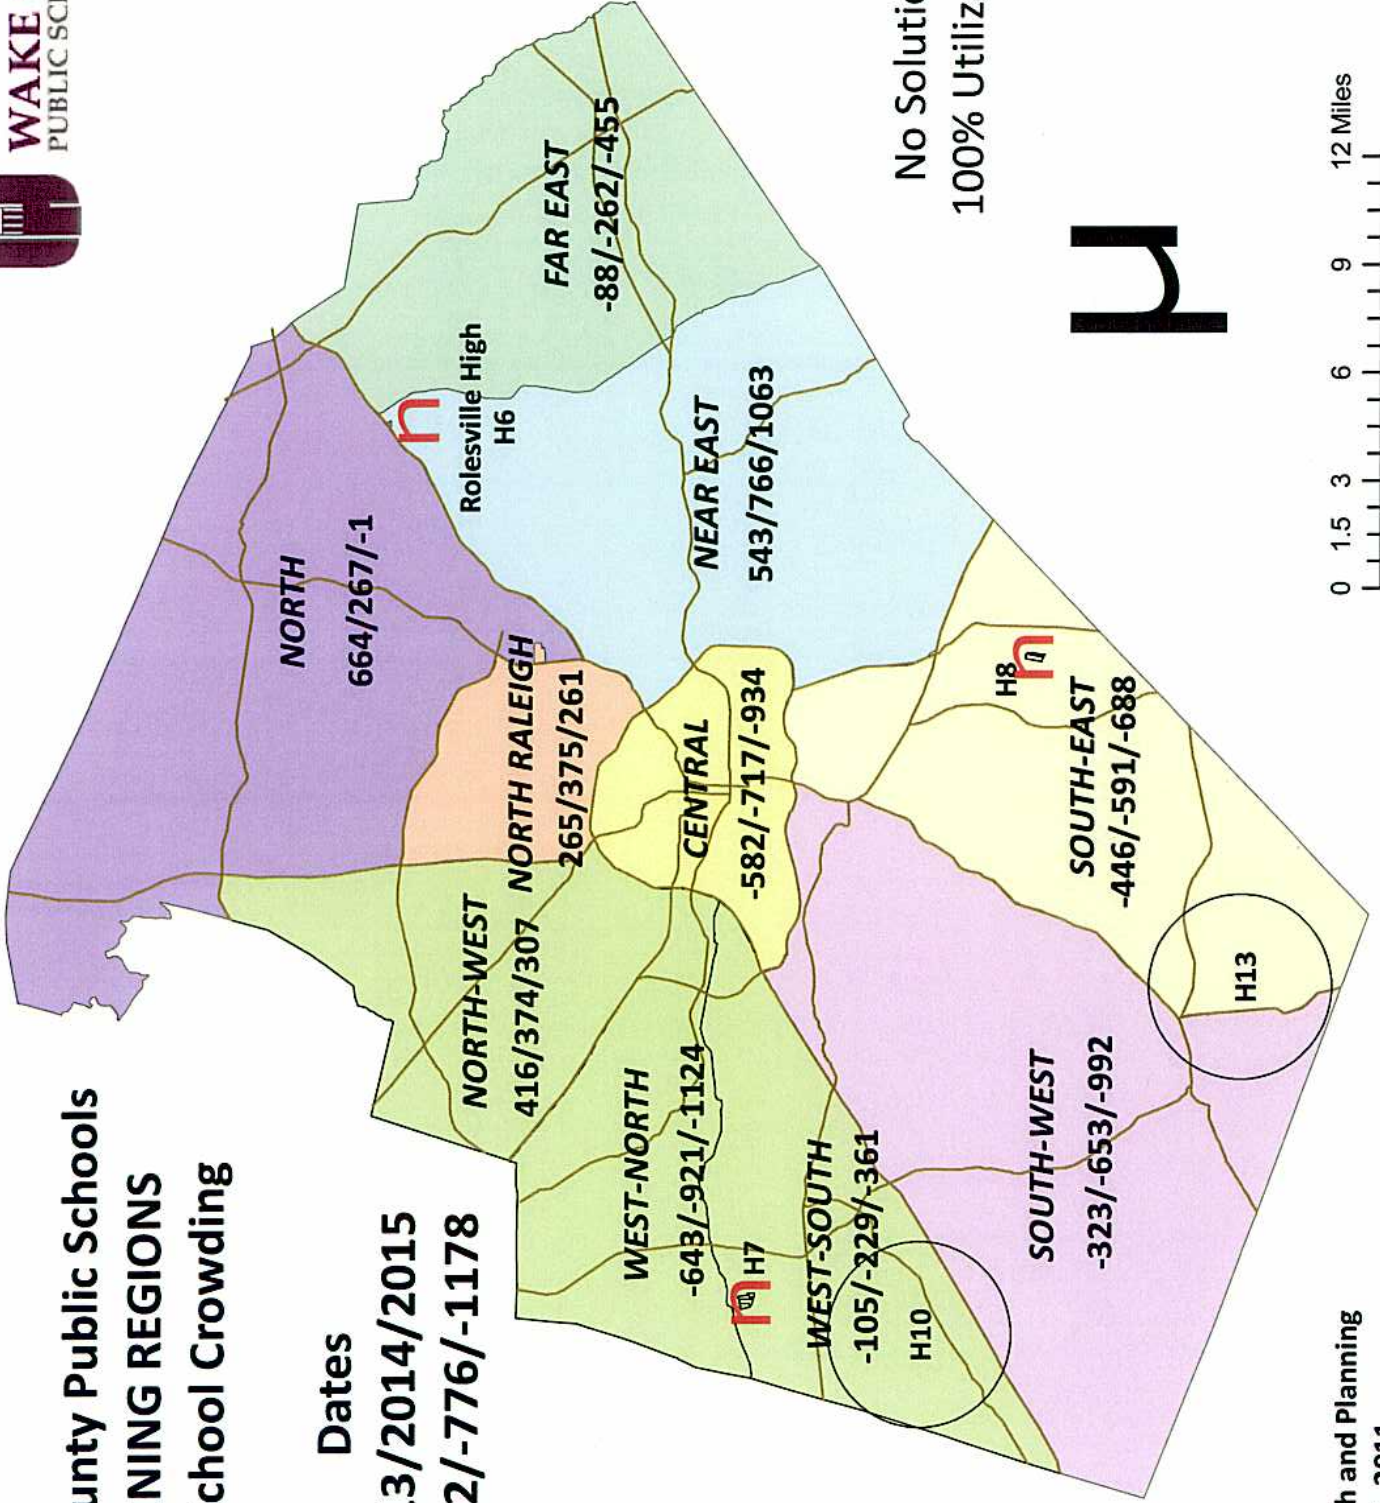 WAKE
PUBLIC SC
unty Public Schools
NING REGIONS
chool Crowding
Dates
3/2014/2015
2/-776/-1178
NORTH
664/267/-1
FAR EAST
-88/-262/-455
Rolesville High
H6
NORTH RALEIGH
265/375/261
NORTH-WEST
416/374/307
NEAR EAST
543/766/1063
CENTRAL
-582/-717/-934
WEST-NORTH
-643/-921/-1124
H7
WEST-SOUTH
-105/-229/-361
H10
H8
SOUTH-EAST
-446/-591/-688
SOUTH-WEST
-323/-653/-992
H13
No Soluti
100% Utiliz
0 1.5 3 6 9 12 Miles
h and Planning